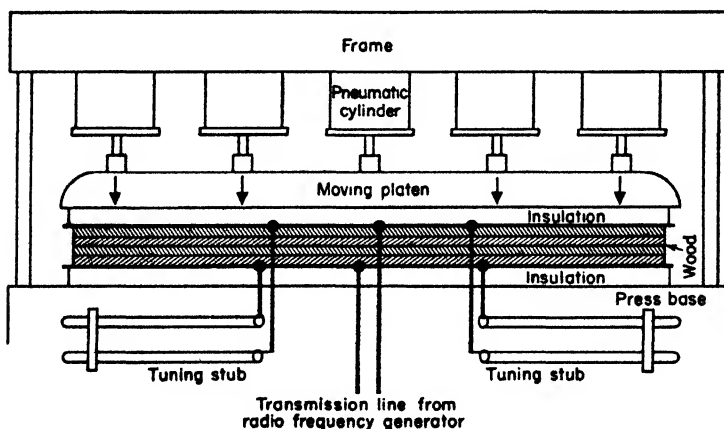 Frame
Pneumatic
cylinder
Moving platen
Insulation
Wood
Insulation
Press base
Tuning stub
Tuning stub
Transmission line from
radio frequency generator